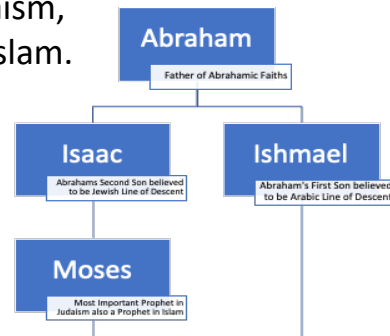 slam.
Abraham
Father of Abrahamic Faiths
Isaac
Abrahams Second Son believed
to be Jewish Line of Descent
Ishmael
Abraham's First Son believed
to be Arabic Line of Descent
Moses
Most Important Prophet in
Judaism also a Prophet in Islam